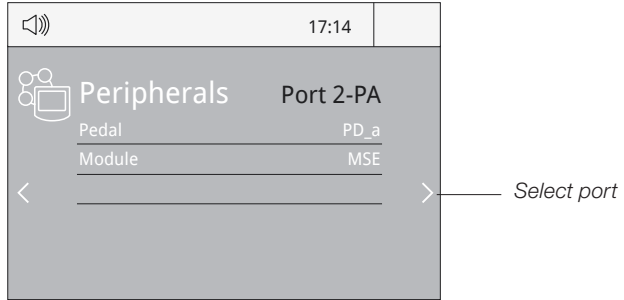 17:14
Peripherals Port 2-PA
Pedal PD_a
Module MSE
Select port